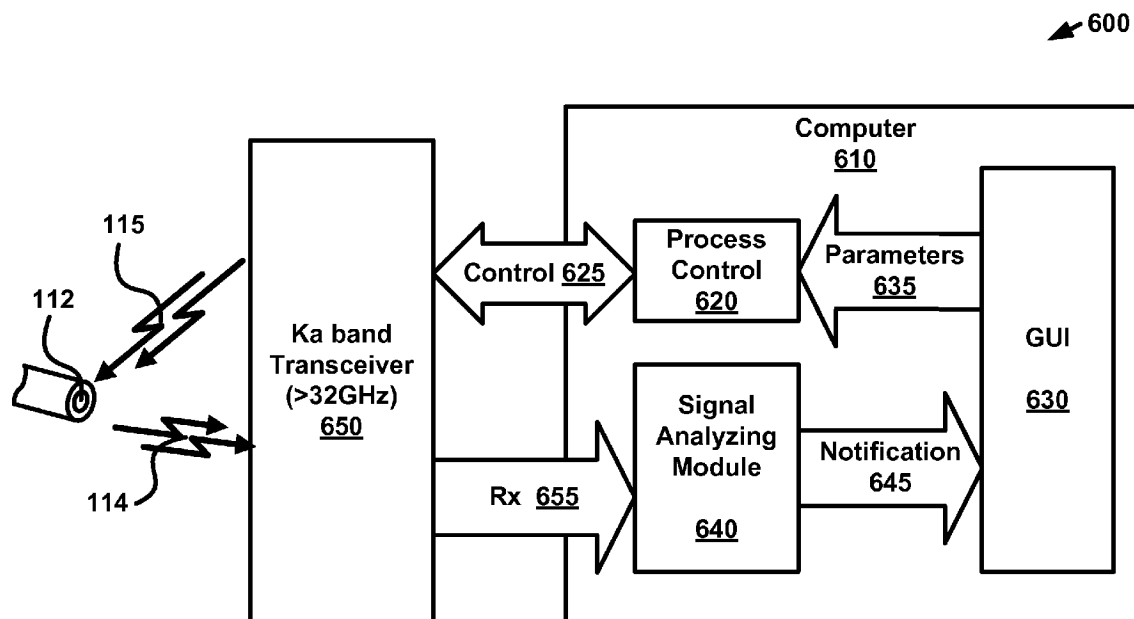 600
Computer
610
115
112
Control 625
Process
Control
620
Parameters
635
Ka band
Transceiver
(>32GHz)
650
GUI
630
114
Rx 655
Signal
Analyzing
Module
640
Notification
645